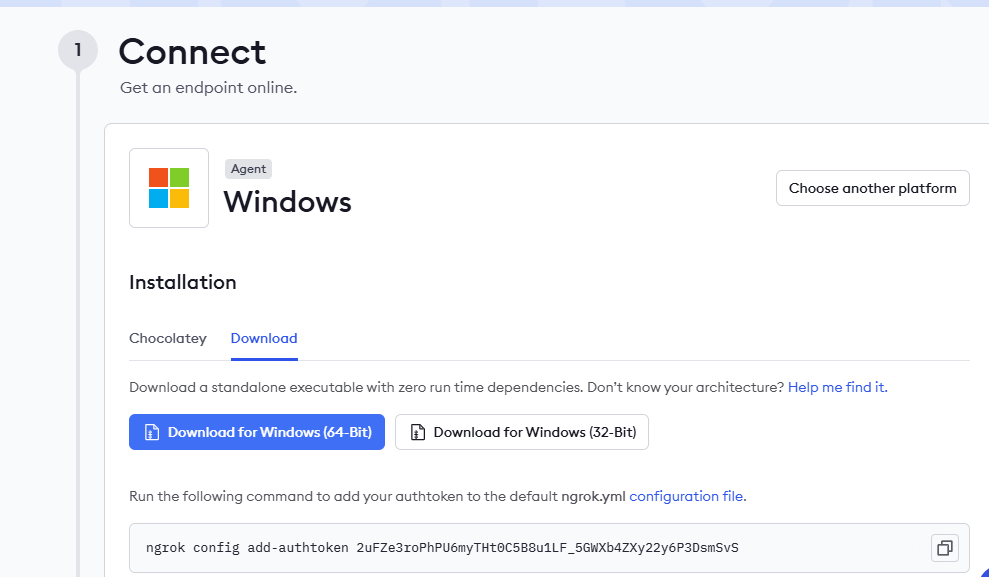 1
Connect
Get an endpoint online.
Agent
Windows
Choose another platform
Installation
Chocolatey Download
Download a standalone executable with zero run time dependencies. Don’t know your architecture? Help me find it.
Download for Windows (64-Bit) Download for Windows (32-Bit)
Run the following command to add your authtoken to the default ngrok.yml configuration file.
ngrok config add-authtoken 2uFZe3roPhPU6myTHt0C5B8u1LF_5GWXb4ZXy22y6P3DsmSvS